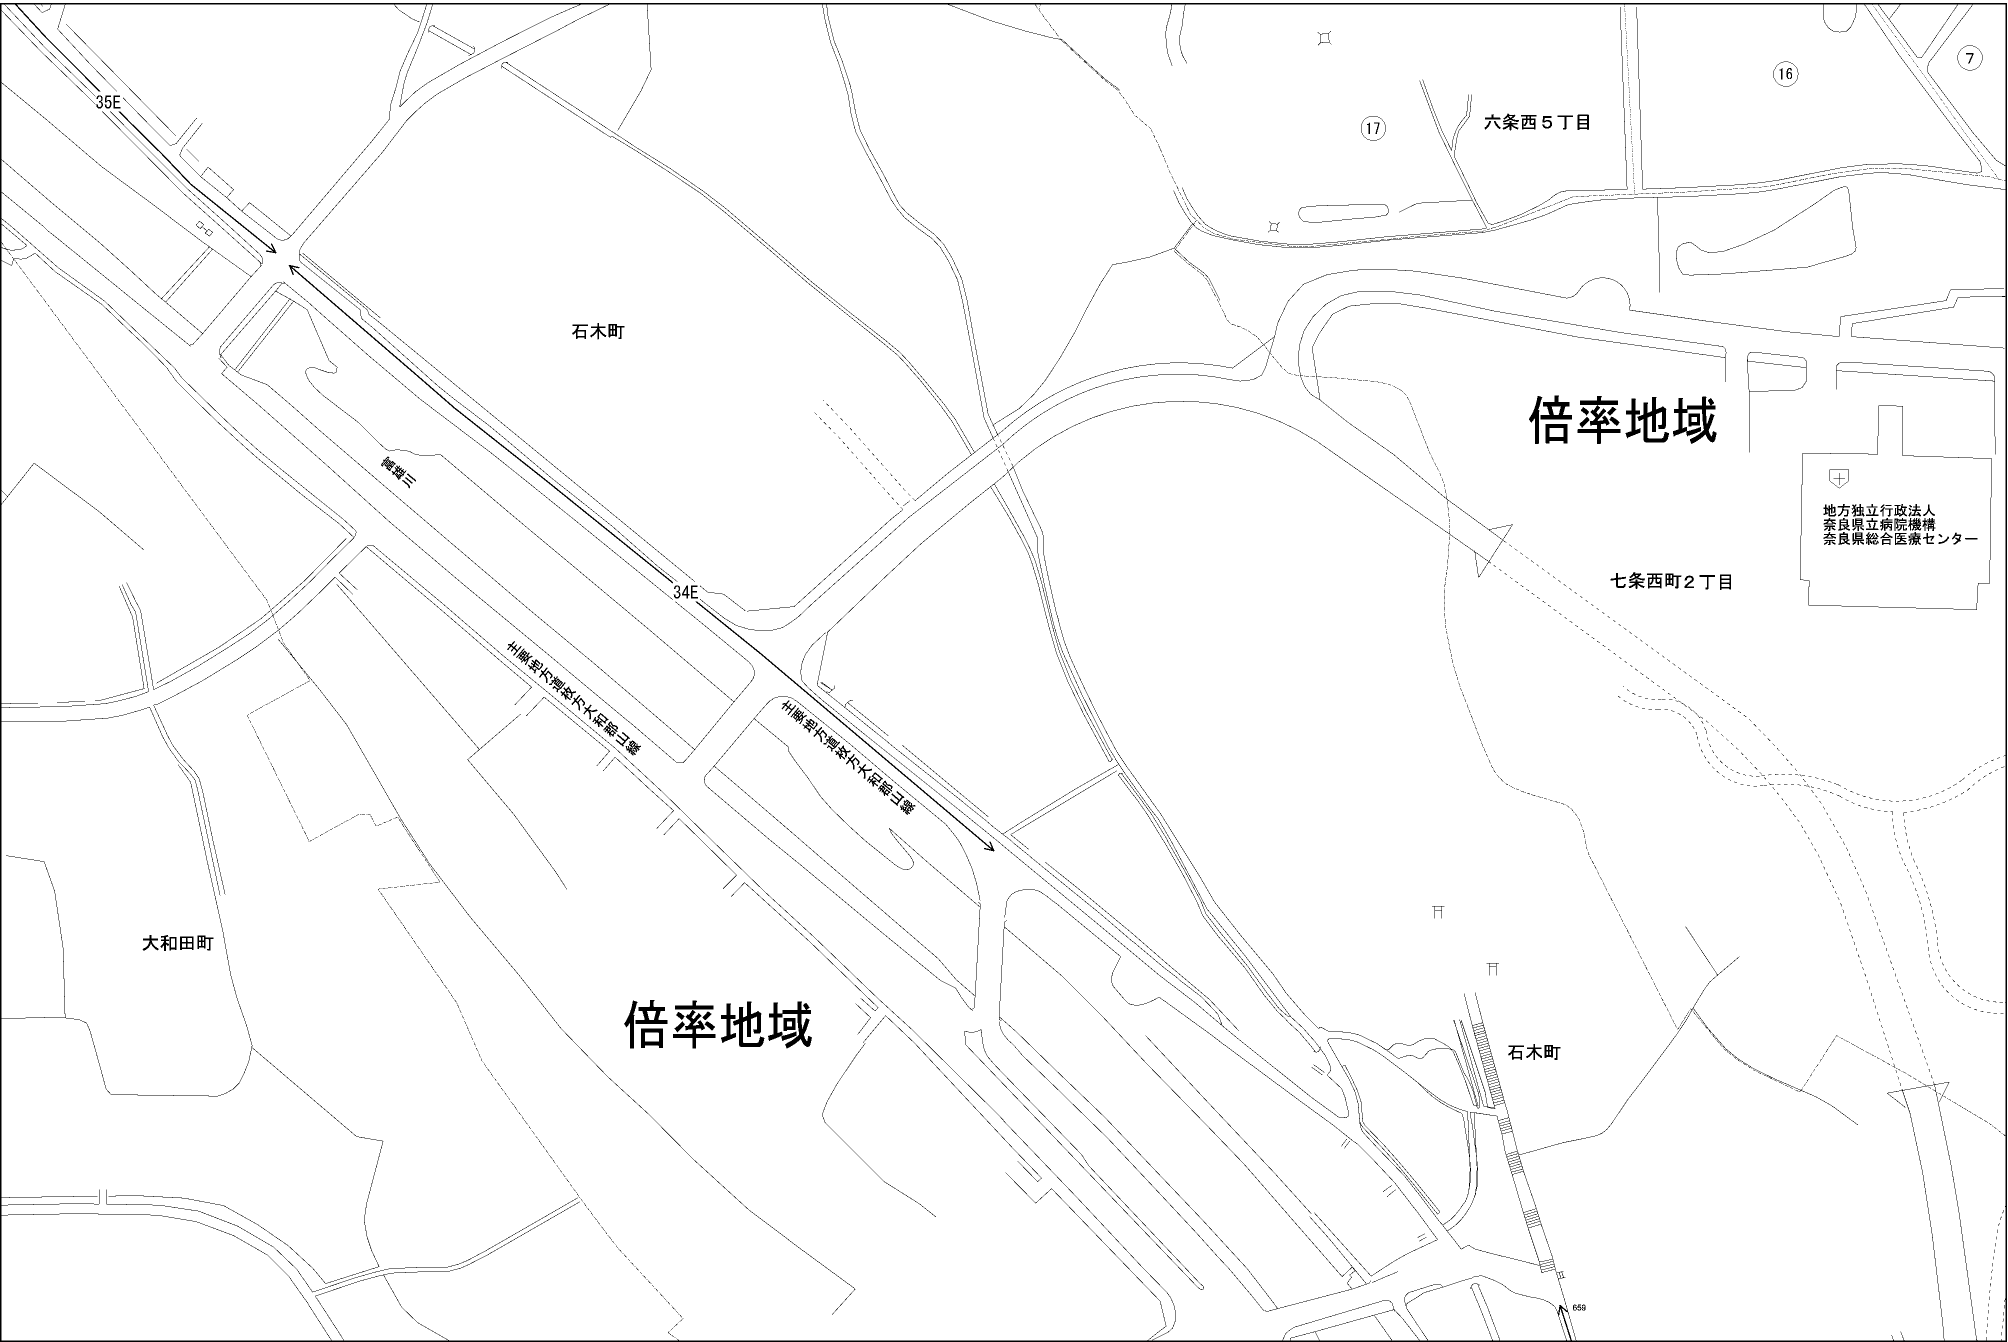 7
16
35E
17
六条西５丁目
石木町
倍率地域
富雄川
地方独立行政法人
奈良県立病院機構
奈良県総合医療センター
七条西町２丁目
34E
主要地方道枚方大和郡山線
主要地方道枚方大和郡山線
大和田町
倍率地域
石木町
659